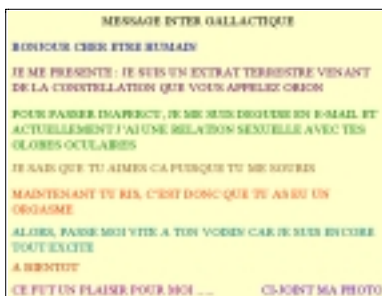 MESSAGE INTER GALLACTIQUE
BONJOUR CHER ETRE HUMAIN
JE ME PRESENTE : JE SUIS UN EXTRAT TERRESTRE VENANT
DE LA CONSTELLATION QUE VOUS APPELEZ ORION
POUR PASSER INAPERCU, JE ME SUIS DEGUISE EN E-MAIL ET
ACTUELLEMENT J'AI UNE RELATION SEXUELLE AVEC TES
GLOBES OCULAIRES
JE SAIS QUE TU AIMES CA PUISQUE TU ME SOURIS
MAINTENANT TU RIS, C'EST DONC QUE TU AS EU UN
ORGASME
ALORS, PASSE MOI VITE A TON VOISIN CAR JE SUIS ENCORE
TOUT EXCITE
A BIENTOT
CE FUT UN PLAISIR POUR MOI ..... CI-JOINT MA PHOTO